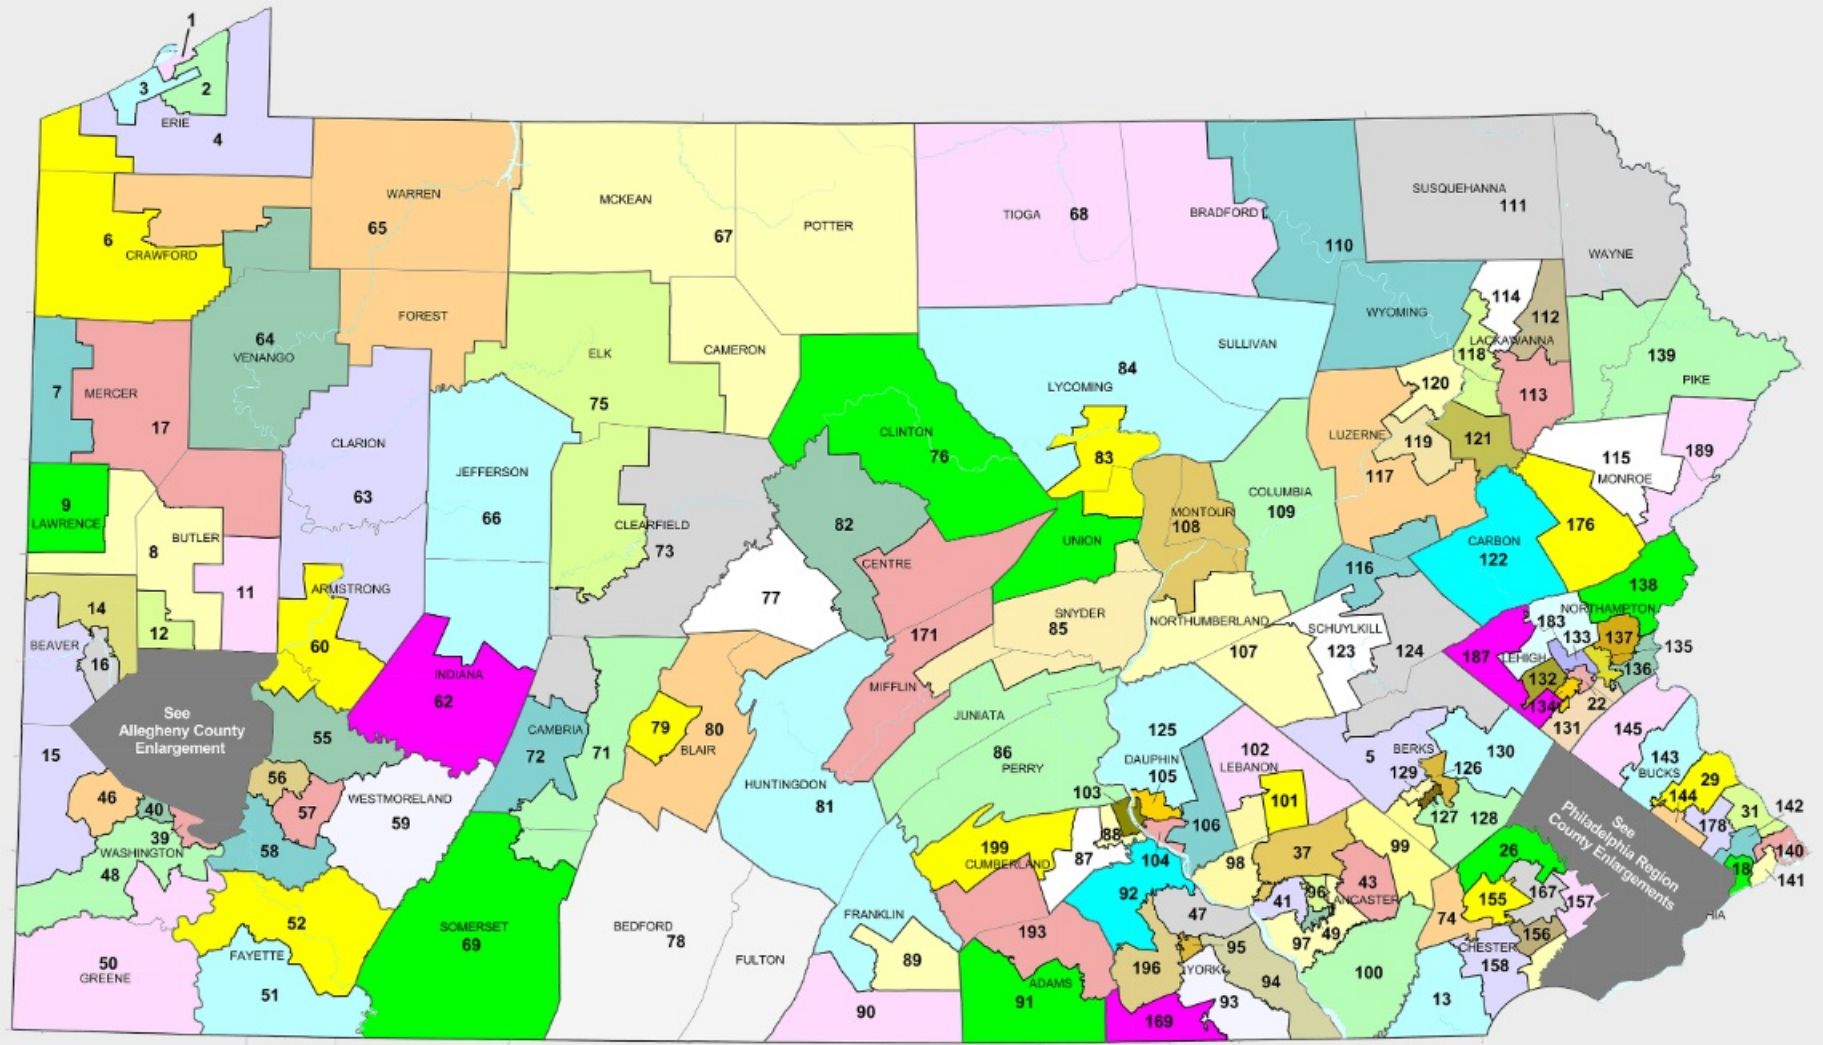 1
3
2
ERIE
4
WARREN
65
MCKEAN
67
POTTER
TIOGA 68
BRADFORD
110
SUSQUEHANNA
111
WAYNE
6
CRAWFORD
FOREST
64
VENANGO
7
MERCER
17
ELK
75
CAMERON
84
LYCOMING
SULLIVAN
WYOMING
114
112
LACKAWANNA
118
139
PIKE
120
113
CLINTON
76
83
LUZERNE
119
121
117
115
MONROE
189
CLARION
63
JEFFERSON
66
9
LAWRENCE
8
BUTLER
11
CLEARFIELD
73
82
CENTRE
UNION
MONTOUR
108
COLUMBIA
109
176
CARBON
122
116
138
14
12
BEAVER
16
ARMSTRONG
60
77
171
SNYDER
85
NORTHUMBERLAND
107
SCHUYLKILL
123
124
NORTHAMPTON
183
133
137
135
187
LEHIGH
136
132
134
22
131
INDIANA
62
MIFFLIN
See
Allegheny County
Enlargement
55
CAMBRIA
72
71
79
80
BLAIR
JUNIATA
86
PERRY
125
DAUPHIN
105
103
102
LEBANON
101
5
BERKS
129
126
130
145
143
BUCKS
29
144
15
56
46
40
57
WESTMORELAND
59
HUNTINGDON
81
106
127
128
178
31
142
39
WASHINGTON
58
48
199
CUMBERLAND
87
88
104
98
37
99
26
See
Philadelphia Region
County Enlargements
18
140
141
HIA
52
SOMERSET
69
BEDFORD
78
FULTON
FRANKLIN
89
193
92
47
41
96
43
LANCASTER
49
97
74
155
167
157
156
CHESTER
158
50
GREENE
FAYETTE
51
90
ADAMS
91
196
YORK
95
94
93
169
100
13